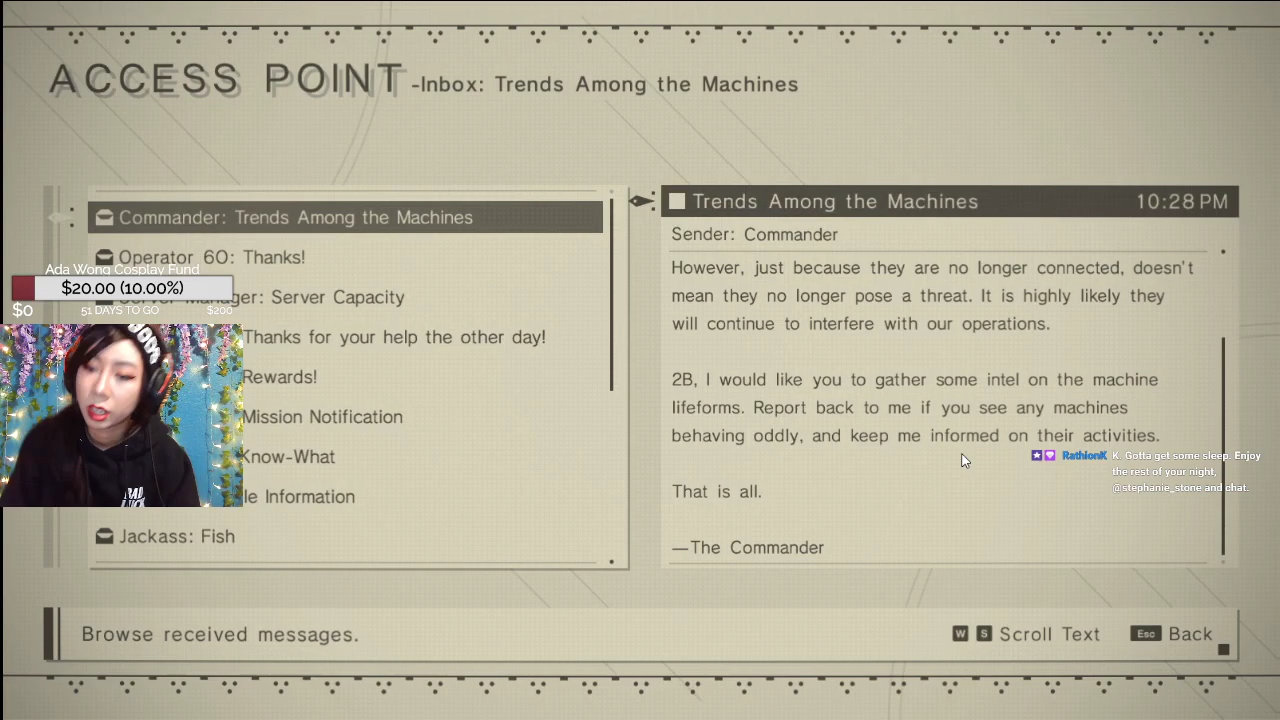 ACCESS POINT -Inbox: Trends Among the Machines
Commander: Trends Among the Machines
Operator 6O: Thanks!
Server Manager: Server Capacity
Thanks for your help the other day!
Rewards!
Mission Notification
Know-What
le Information
Jackass: Fish
Ada Wong Cosplay Fund
$20.00 (10.00%)
$0 51 DAYS TO GO $200
Trends Among the Machines 10:28 PM
Sender: Commander
However, just because they are no longer connected, doesn't
mean they no longer pose a threat. It is highly likely they
will continue to interfere with our operations.
2B, I would like you to gather some intel on the machine
lifeforms. Report back to me if you see any machines
behaving oddly, and keep me informed on their activities.
That is all.
—The Commander
RathionK K. Gotta get some sleep. Enjoy
the rest of your night,
@stephanie_stone and chat.
Browse received messages.
W S Scroll Text Esc Back